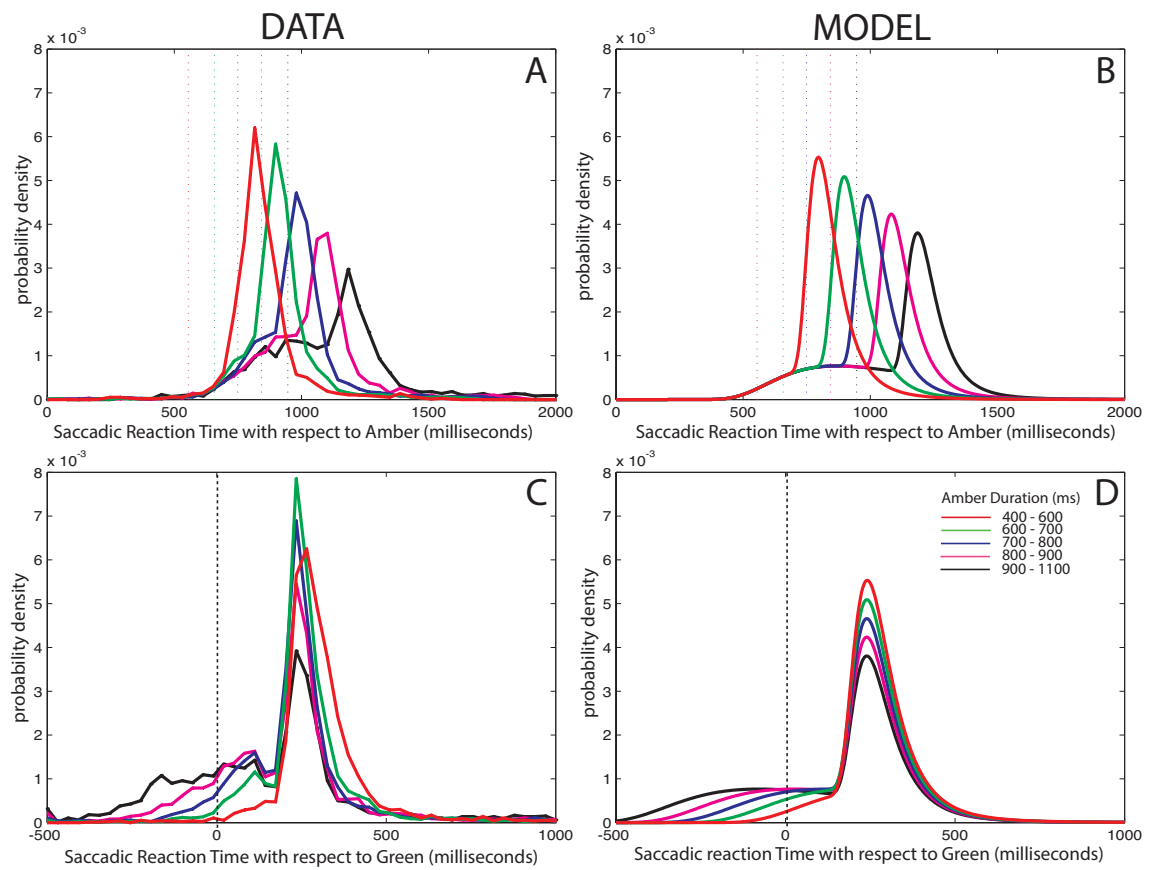 DATA
MODEL
x 10⁻³
A
8
7
6
5
4
3
2
1
0
probability density
0 500 1000 1500 2000
Saccadic Reaction Time with respect to Amber (milliseconds)
x 10⁻³
B
8
7
6
5
4
3
2
1
0
probability density
0 500 1000 1500 2000
Saccadic Reaction Time with respect to Amber (milliseconds)
x 10⁻³
C
8
7
6
5
4
3
2
1
0
probability density
-500 0 500 1000
Saccadic Reaction Time with respect to Green (milliseconds)
x 10⁻³
D
8
7
6
5
4
3
2
1
0
probability density
Amber Duration (ms)
400 - 600
600 - 700
700 - 800
800 - 900
900 - 1100
-500 0 500 1000
Saccadic reaction Time with respect to Green (milliseconds)